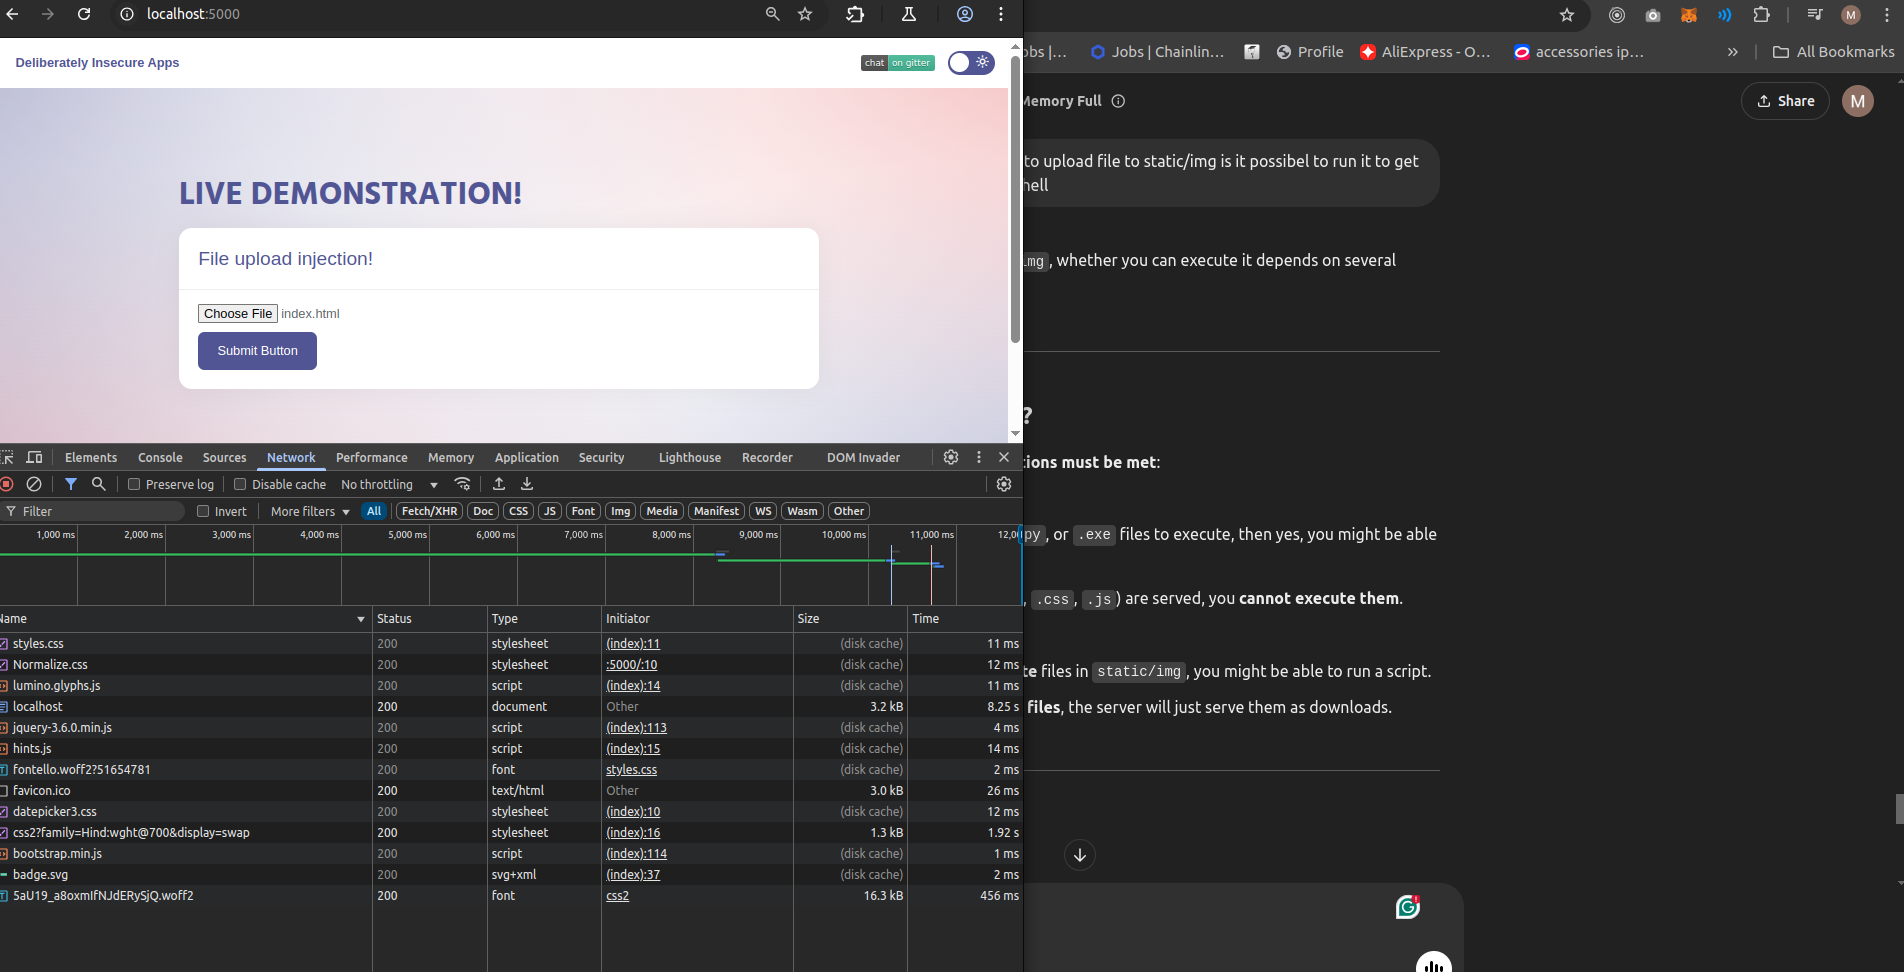 localhost:5000
Deliberately Insecure Apps
chat on gitter
LIVE DEMONSTRATION!
File upload injection!
Choose File index.html
Submit Button
Elements Console Sources Network Performance Memory Application Security Lighthouse Recorder DOM Invader
Preserve log Disable cache No throttling
Filter Invert More filters All Fetch/XHR Doc CSS JS Font Img Media Manifest WS Wasm Other
1,000 ms 2,000 ms 3,000 ms 4,000 ms 5,000 ms 6,000 ms 7,000 ms 8,000 ms 9,000 ms 10,000 ms 11,000 ms 12,00
Name Status Type Initiator Size Time
styles.css 200 stylesheet (index):11 (disk cache) 11 ms
Normalize.css 200 stylesheet :5000/:10 (disk cache) 12 ms
lumino.glyphs.js 200 script (index):14 (disk cache) 11 ms
localhost 200 document Other 3.2 kB 8.25 s
jquery-3.6.0.min.js 200 script (index):113 (disk cache) 4 ms
hints.js 200 script (index):15 (disk cache) 14 ms
fontello.woff2?51654781 200 font styles.css (disk cache) 2 ms
favicon.ico 200 text/html Other 3.0 kB 26 ms
datepicker3.css 200 stylesheet (index):10 (disk cache) 12 ms
css2?family=Hind:wght@700&display=swap 200 stylesheet (index):16 1.3 kB 1.92 s
bootstrap.min.js 200 script (index):114 (disk cache) 1 ms
badge.svg 200 svg+xml (index):37 (disk cache) 2 ms
5aU19_a8oxmIfNJdERySjQ.woff2 200 font css2 16.3 kB 456 ms
M
obs |... Jobs | Chainlin... Profile AliExpress - O... accessories ip... » All Bookmarks
Memory Full Share M
to upload file to static/img is it possibel to run it to get
hell
img, whether you can execute it depends on several
?
tions must be met:
py, or .exe files to execute, then yes, you might be able
, .css, .js) are served, you cannot execute them.
te files in static/img, you might be able to run a script.
files, the server will just serve them as downloads.